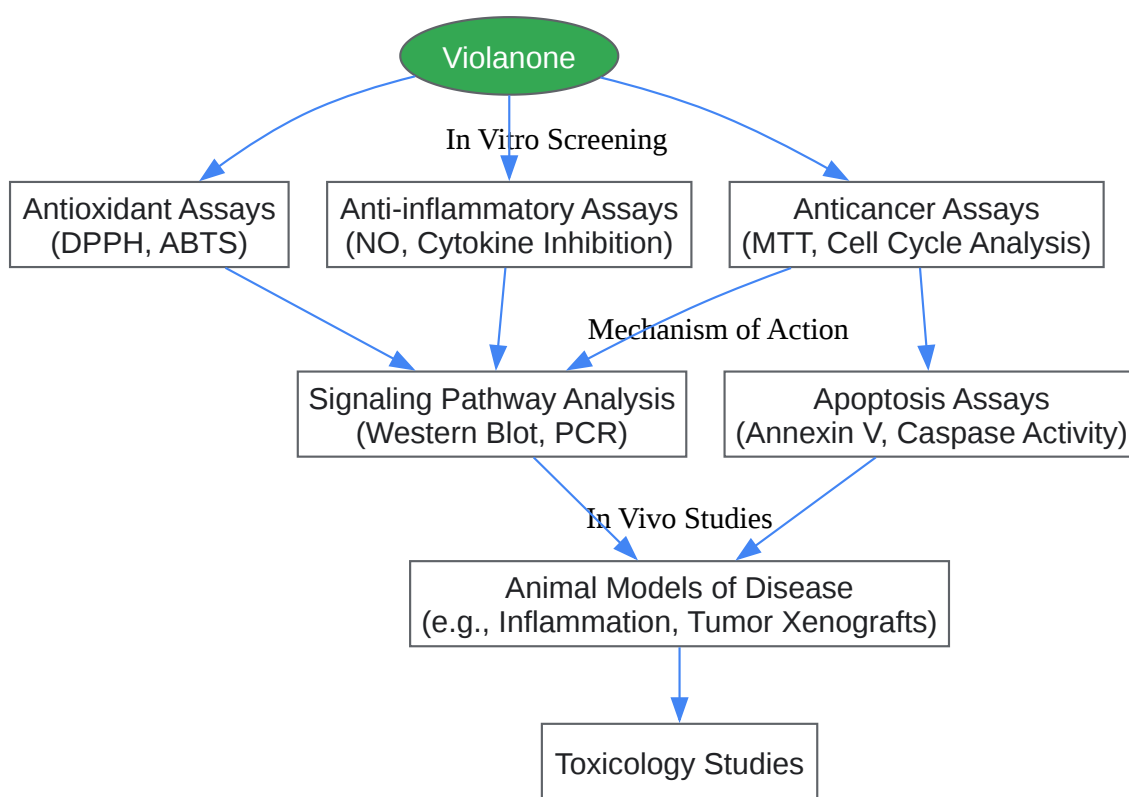 Violanone
In Vitro Screening
Antioxidant Assays
(DPPH, ABTS)
Anti-inflammatory Assays
(NO, Cytokine Inhibition)
Anticancer Assays
(MTT, Cell Cycle Analysis)
Mechanism of Action
Signaling Pathway Analysis
(Western Blot, PCR)
Apoptosis Assays
(Annexin V, Caspase Activity)
In Vivo Studies
Animal Models of Disease
(e.g., Inflammation, Tumor Xenografts)
Toxicology Studies